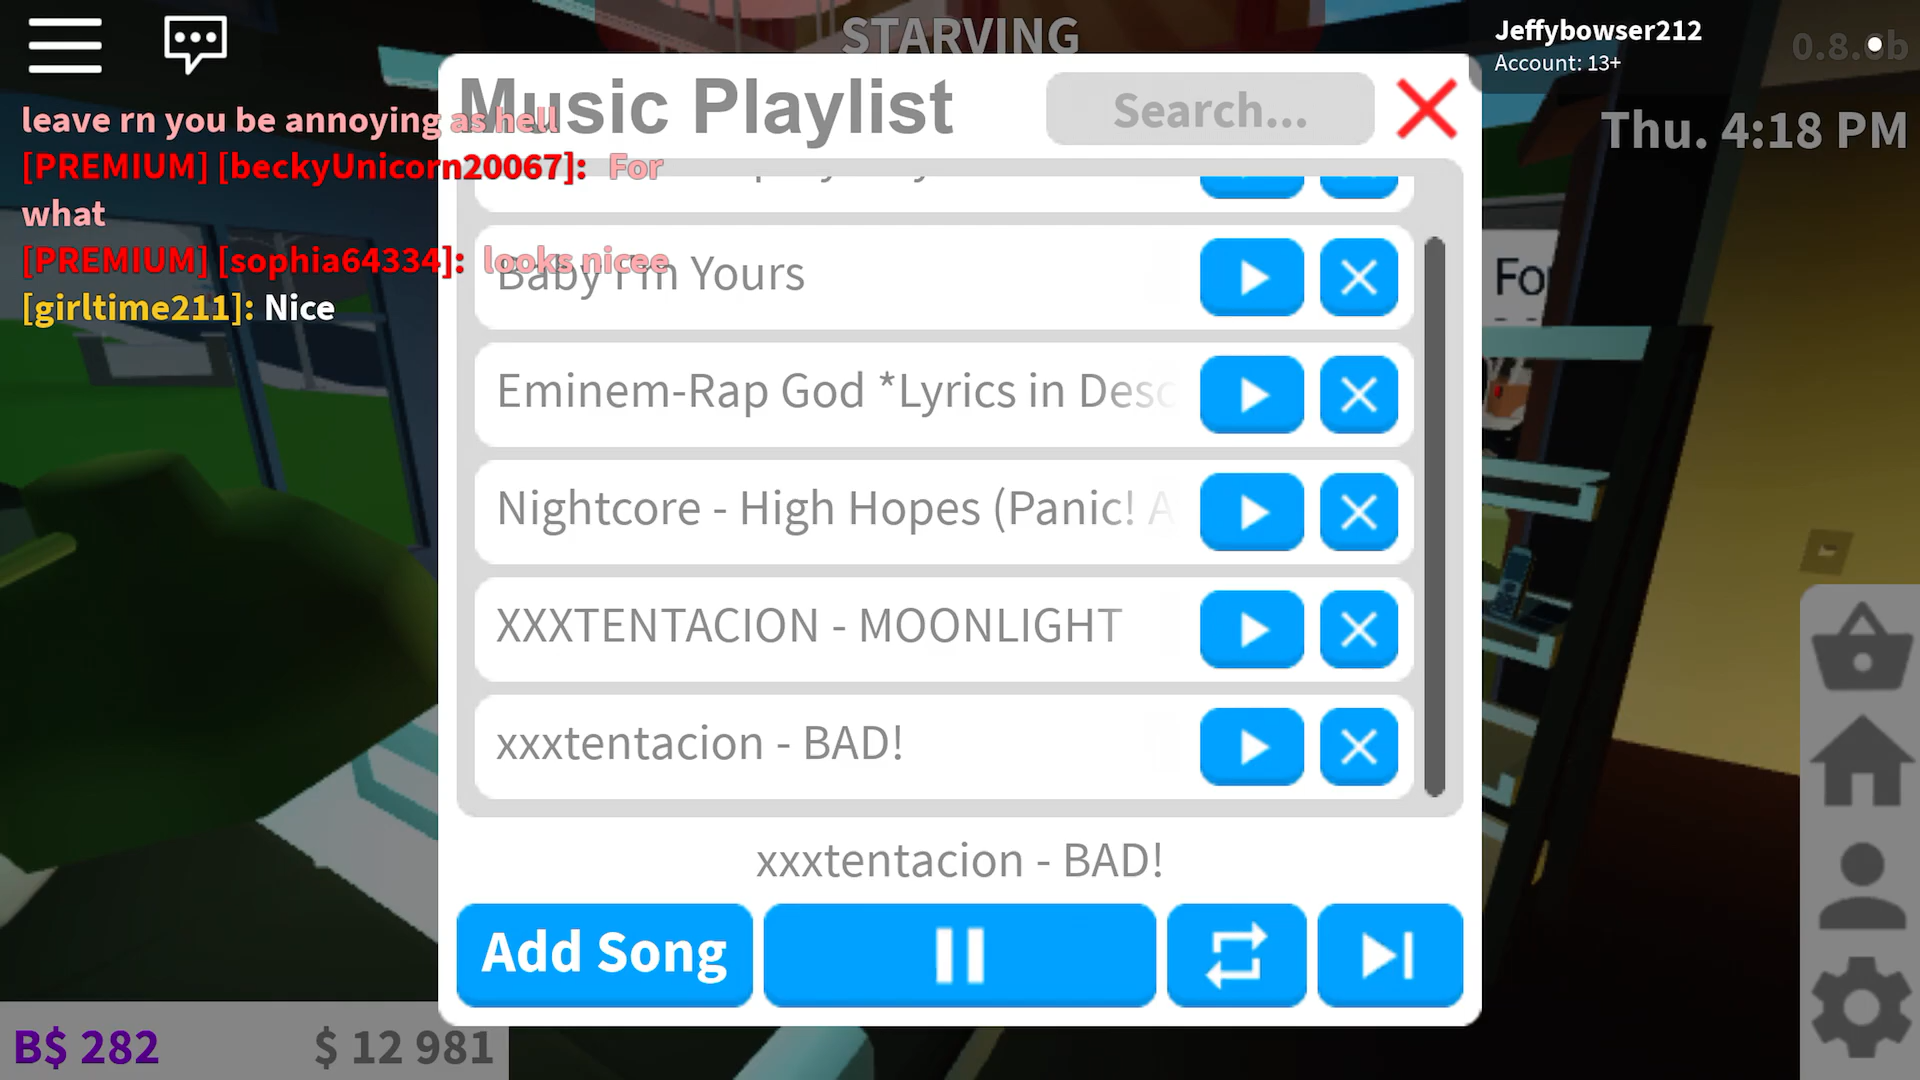 STARVING
Jeffybowser212
Account: 13+
Thu. 4:18 PM
Music Playlist
Search...
leave rn you be annoying as hell
[PREMIUM] [beckyUnicorn20067]: For
what
[PREMIUM] [sophia64334]: looks nicee
[girltime211]: Nice
Baby I'm Yours
Eminem-Rap God *Lyrics in Desc
Nightcore - High Hopes (Panic! A
XXXTENTACION - MOONLIGHT
xxxtentacion - BAD!
xxxtentacion - BAD!
Add Song
B$ 282
$ 12 981